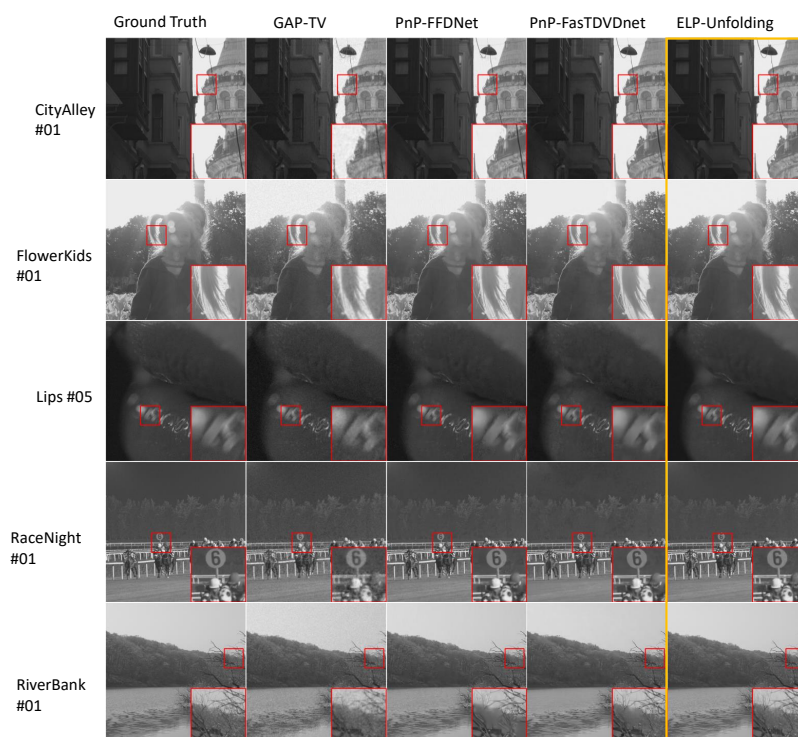 Ground Truth GAP-TV PnP-FFDNet PnP-FasTDVDnet ELP-Unfolding
CityAlley
#01
FlowerKids
#01
Lips #05
RaceNight
#01
6 6 6 6 6
RiverBank
#01